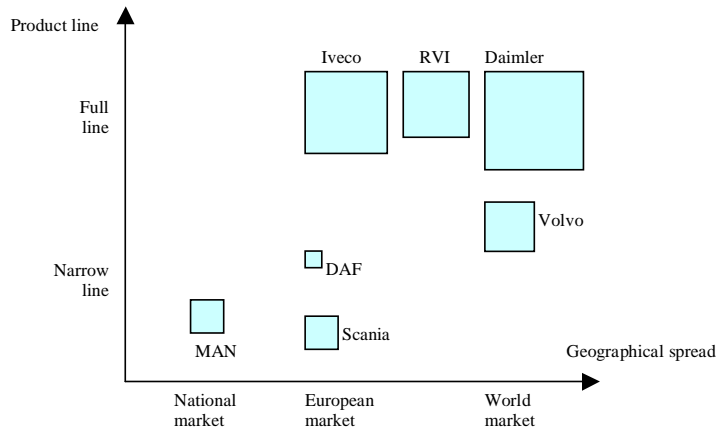 Product line
Iveco RVI Daimler
Full
line
Volvo
Narrow
line
DAF
Scania
MAN
Geographical spread
National
market
European
market
World
market